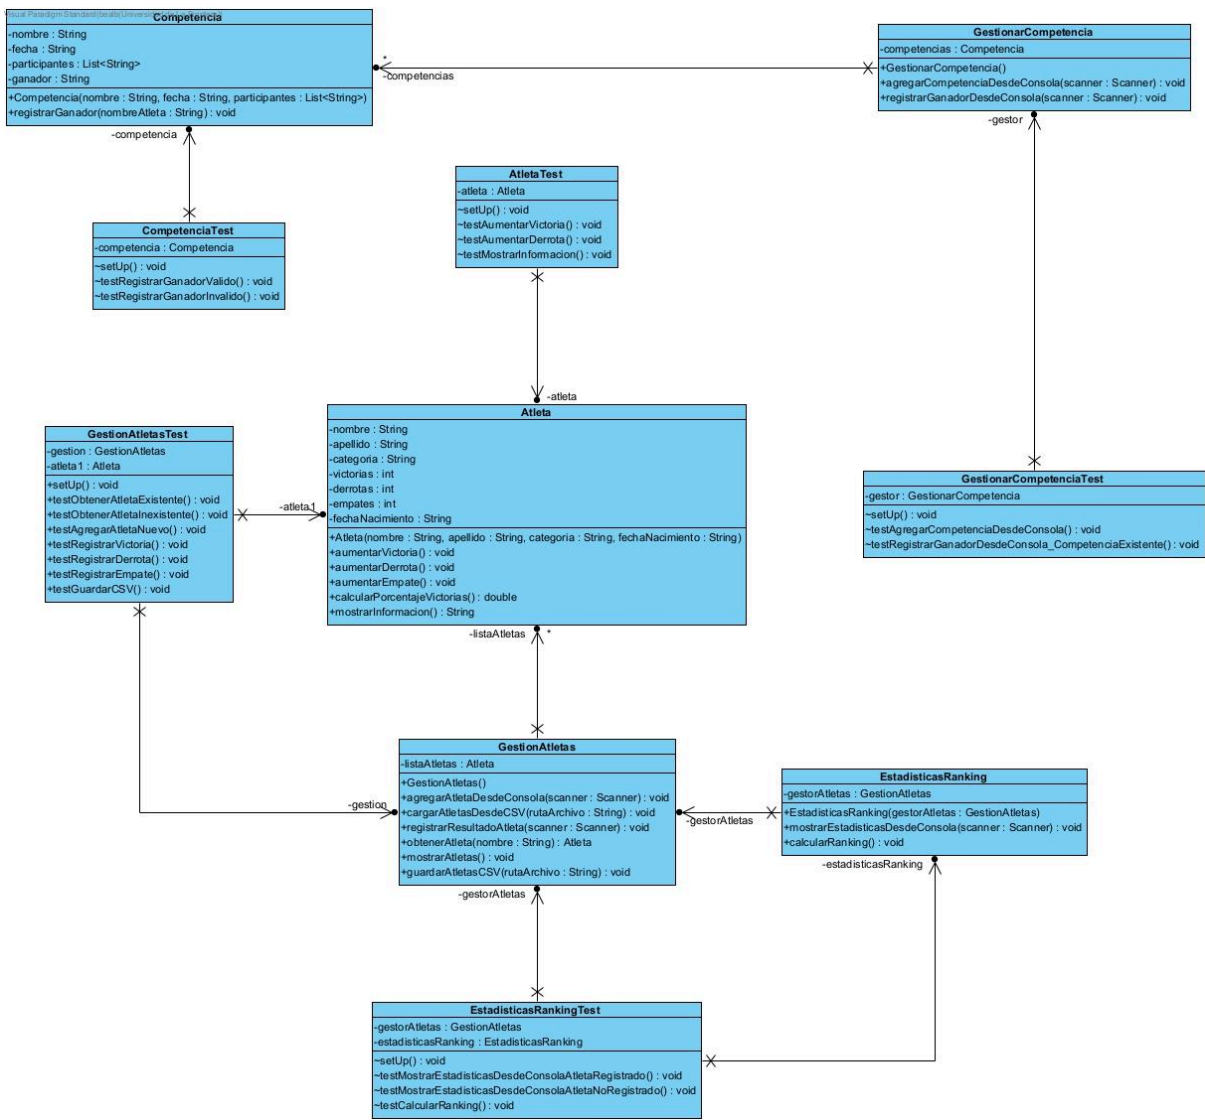 Visual Paradigm Standard
Competencia
-nombre : String
-fecha : String
-participantes : List<String>
-ganador : String
+Competencia(nombre : String, fecha : String, participantes : List<String>)
+registrarGanador(nombreAtleta : String) : void
*
-competencias
GestionarCompetencia
-competencias : Competencia
+GestionarCompetencia()
+agregarCompetenciaDesdeConsola(scanner : Scanner) : void
+registrarGanadorDesdeConsola(scanner : Scanner) : void
-gestor
-competencia
CompetenciaTest
-competencia : Competencia
~setUp() : void
~testRegistrarGanadorValido() : void
~testRegistrarGanadorInvalido() : void
AtletaTest
-atleta : Atleta
~setUp() : void
~testAumentarVictoria() : void
~testAumentarDerrota() : void
~testMostrarInformacion() : void
-atleta
Atleta
-nombre : String
-apellido : String
-categoria : String
-victorias : int
-derrotas : int
-empates : int
-fechaNacimiento : String
+Atleta(nombre : String, apellido : String, categoria : String, fechaNacimiento : String)
+aumentarVictoria() : void
+aumentarDerrota() : void
+aumentarEmpate() : void
+calcularPorcentajeVictorias() : double
+mostrarInformacion() : String
GestionAtletasTest
-gestion : GestionAtletas
-atleta1 : Atleta
+setUp() : void
+testObtenerAtletaExistente() : void
+testObtenerAtletaInexistente() : void
+testAgregarAtletaNuevo() : void
+testRegistrarVictoria() : void
+testRegistrarDerrota() : void
+testRegistrarEmpate() : void
+testGuardarCSV() : void
-atleta1
GestionarCompetenciaTest
-gestor : GestionarCompetencia
~setUp() : void
~testAgregarCompetenciaDesdeConsola() : void
~testRegistrarGanadorDesdeConsola_CompetenciaExistente() : void
-listaAtletas
*
GestionAtletas
-listaAtletas : Atleta
+GestionAtletas()
+agregarAtletaDesdeConsola(scanner : Scanner) : void
+cargarAtletasDesdeCSV(rutaArchivo : String) : void
+registrarResultadoAtleta(scanner : Scanner) : void
+obtenerAtleta(nombre : String) : Atleta
+mostrarAtletas() : void
+guardarAtletasCSV(rutaArchivo : String) : void
-gestion
-gestorAtletas
EstadisticasRanking
-gestorAtletas : GestionAtletas
+EstadisticasRanking(gestorAtletas : GestionAtletas)
+mostrarEstadisticasDesdeConsola(scanner : Scanner) : void
+calcularRanking() : void
-estadisticasRanking
-gestorAtletas
EstadisticasRankingTest
-gestorAtletas : GestionAtletas
-estadisticasRanking : EstadisticasRanking
~setUp() : void
~testMostrarEstadisticasDesdeConsolaAtletaRegistrado() : void
~testMostrarEstadisticasDesdeConsolaAtletaNoRegistrado() : void
~testCalcularRanking() : void